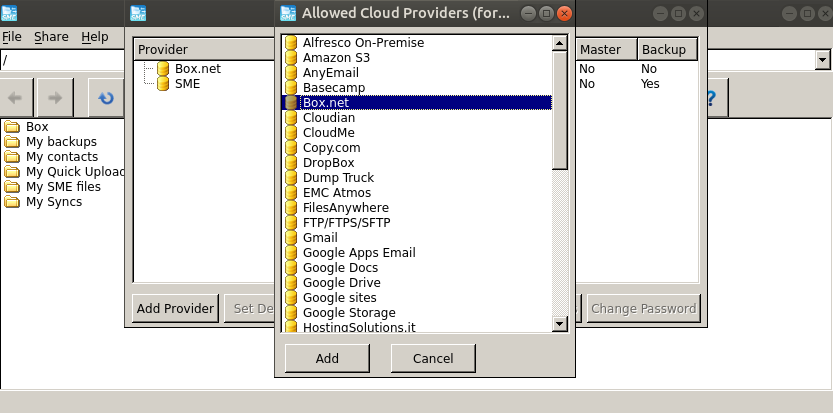 Allowed Cloud Providers (for...
File Share Help
/
Provider
Master Backup
Box.net No No
SME No Yes
Alfresco On-Premise
Amazon S3
AnyEmail
Basecamp
Box.net
Cloudian
CloudMe
Copy.com
DropBox
Dump Truck
EMC Atmos
FilesAnywhere
FTP/FTPS/SFTP
Gmail
Google Apps Email
Google Docs
Google Drive
Google sites
Google Storage
HostingSolutions.it
Box
My backups
My contacts
My Quick Uploa
My SME files
My Syncs
Add Provider
Set De
Change Password
Add
Cancel